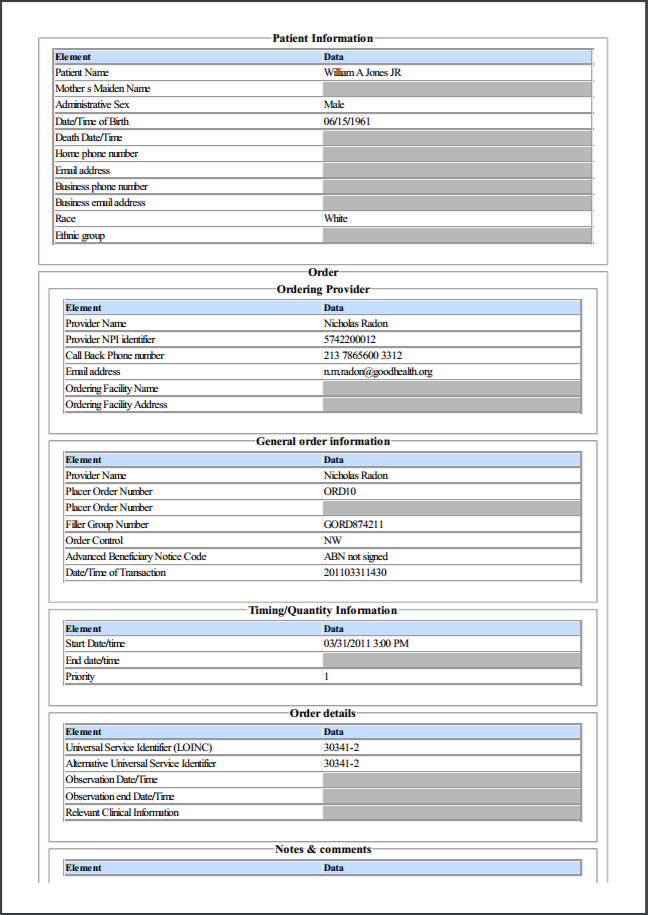 Patient Information
Element Data
Patient Name William A Jones JR
Mother s Maiden Name
Administrative Sex Male
Date/Time of Birth 06/15/1961
Death Date/Time
Home phone number
Email address
Business phone number
Business email address
Race White
Ethnic group
Order
Ordering Provider
Element Data
Provider Name Nicholas Radon
Provider NPI identifier 5742200012
Call Back Phone number 213 7865600 3312
Email address n.m.radon@goodhealth.org
Ordering Facility Name
Ordering Facility Address
General order information
Element Data
Provider Name Nicholas Radon
Placer Order Number ORD10
Placer Order Number
Filler Group Number GORD874211
Order Control NW
Advanced Beneficiary Notice Code ABN not signed
Date/Time of Transaction 201103311430
Timing/Quantity Information
Element Data
Start Date/time 03/31/2011 3:00 PM
End date/time
Priority 1
Order details
Element Data
Universal Service Identifier (LOINC) 30341-2
Alternative Universal Service Identifier 30341-2
Observation Date/Time
Observation end Date/Time
Relevant Clinical Information
Notes & comments
Element Data